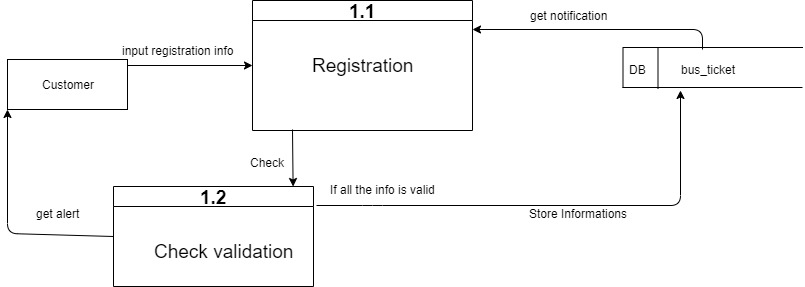 1.1
get notification
input registration info
Registration
DB
bus_ticket
Customer
Check
1.2
If all the info is valid
get alert
Store Informations
Check validation